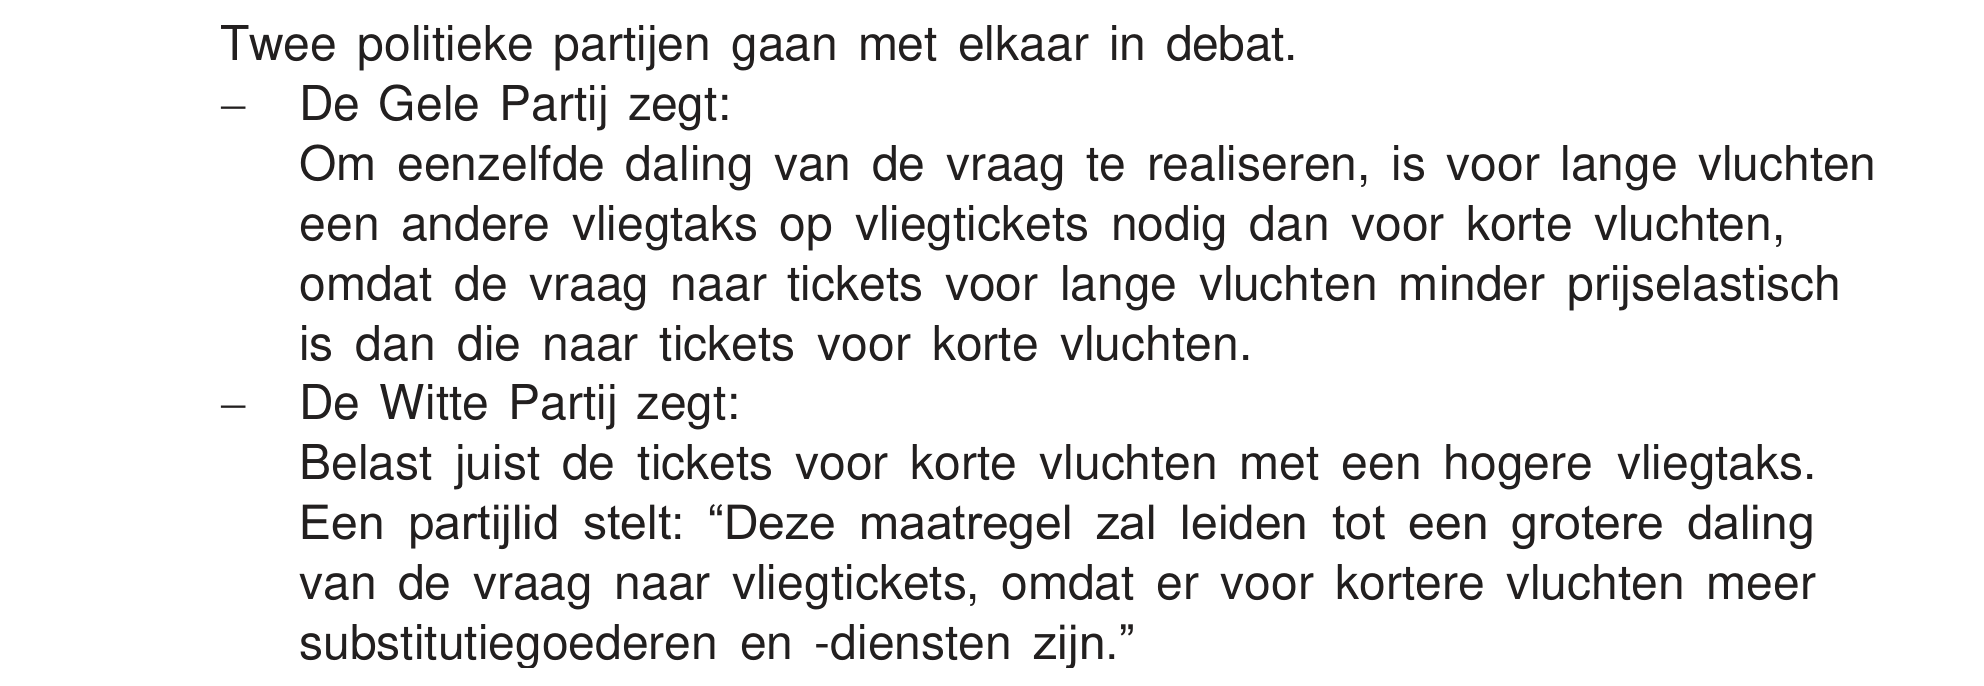 Twee politieke partijen gaan met elkaar in debat.
– De Gele Partij zegt:
Om eenzelfde daling van de vraag te realiseren, is voor lange vluchten
een andere vliegtaks op vliegtickets nodig dan voor korte vluchten,
omdat de vraag naar tickets voor lange vluchten minder prijselastisch
is dan die naar tickets voor korte vluchten.
– De Witte Partij zegt:
Belast juist de tickets voor korte vluchten met een hogere vliegtaks.
Een partijlid stelt: “Deze maatregel zal leiden tot een grotere daling
van de vraag naar vliegtickets, omdat er voor kortere vluchten meer
substitutiegoederen en -diensten zijn.”